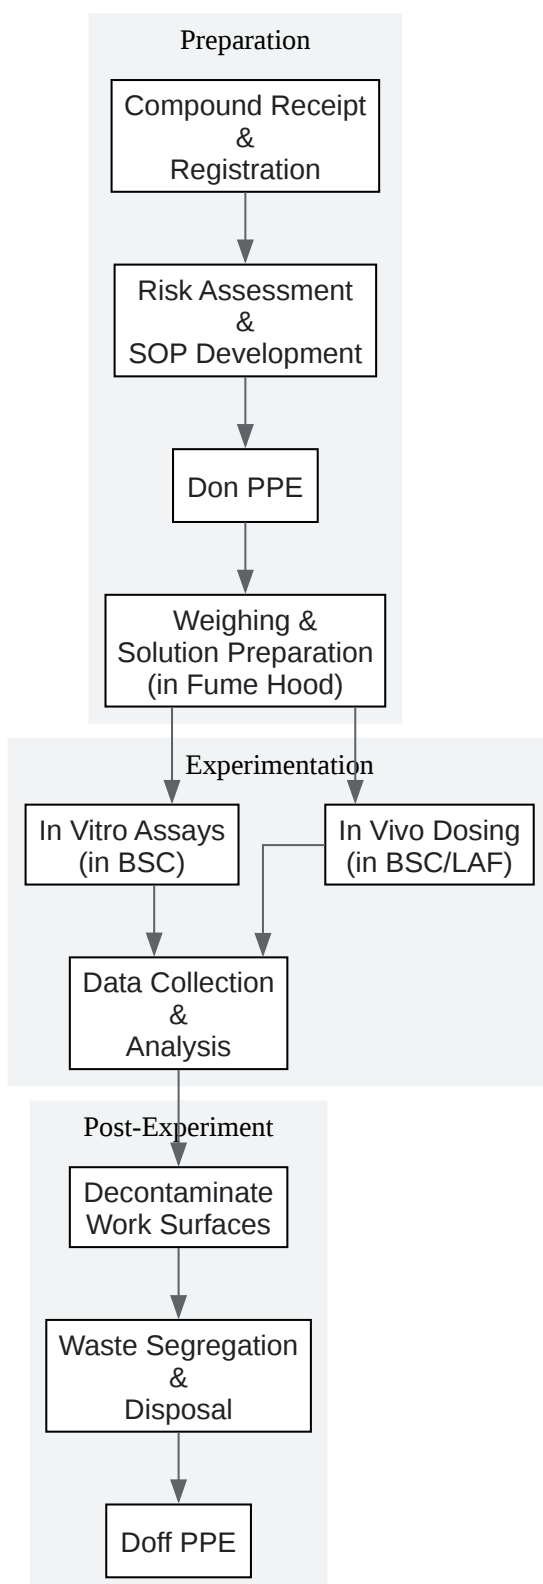 Preparation
Compound Receipt
&
Registration
Risk Assessment
&
SOP Development
Don PPE
Weighing &
Solution Preparation
(in Fume Hood)
Experimentation
In Vitro Assays
(in BSC)
In Vivo Dosing
(in BSC/LAF)
Data Collection
&
Analysis
Post-Experiment
Decontaminate
Work Surfaces
Waste Segregation
&
Disposal
Doff PPE